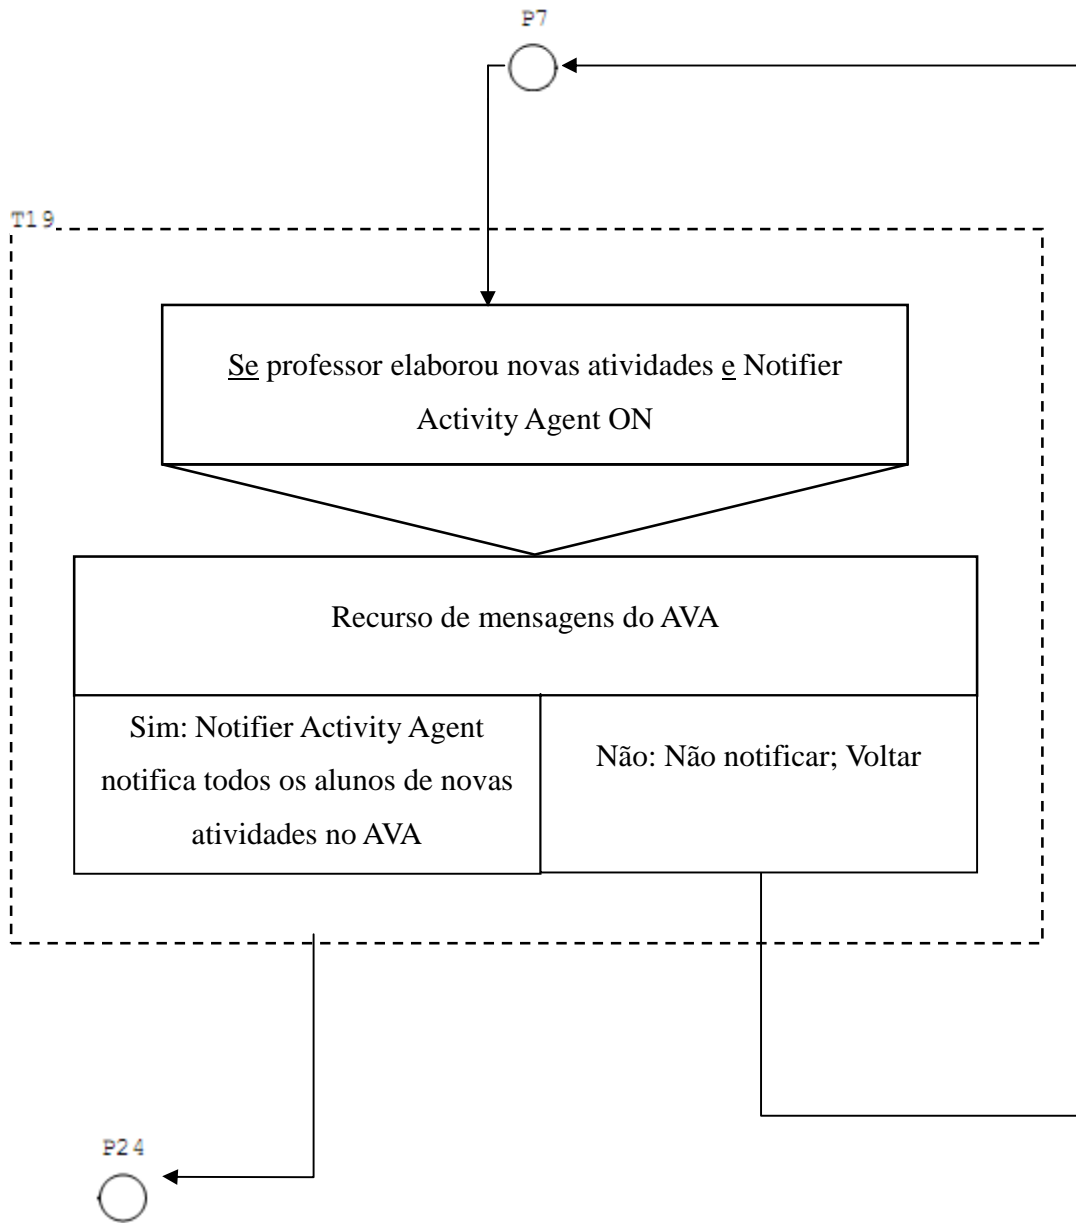 P7
T19
Se professor elaborou novas atividades e Notifier
Activity Agent ON
Recurso de mensagens do AVA
Sim: Notifier Activity Agent
notifica todos os alunos de novas
atividades no AVA
Não: Não notificar; Voltar
P24